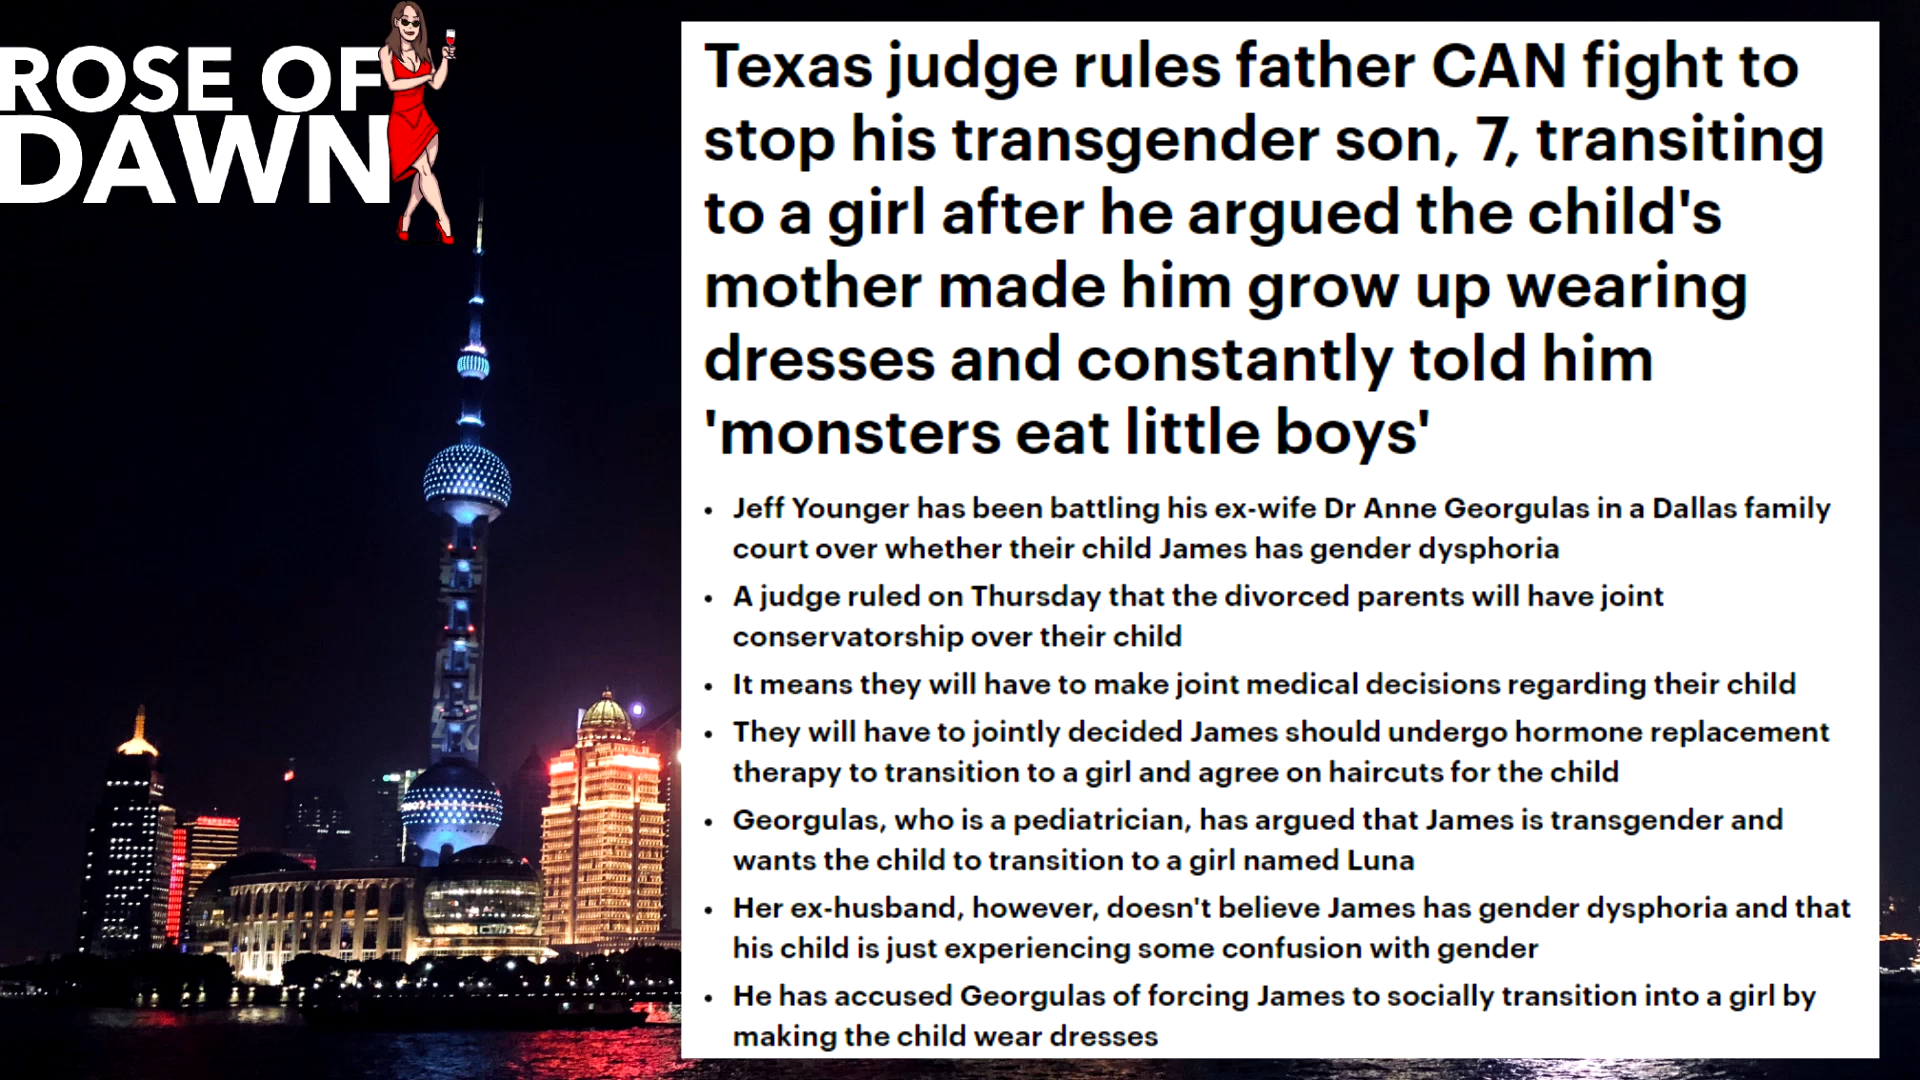 ROSE OF
DAWN
Texas judge rules father CAN fight to
stop his transgender son, 7, transiting
to a girl after he argued the child's
mother made him grow up wearing
dresses and constantly told him
'monsters eat little boys'
• Jeff Younger has been battling his ex-wife Dr Anne Georgulas in a Dallas family
court over whether their child James has gender dysphoria
• A judge ruled on Thursday that the divorced parents will have joint
conservatorship over their child
• It means they will have to make joint medical decisions regarding their child
• They will have to jointly decided James should undergo hormone replacement
therapy to transition to a girl and agree on haircuts for the child
• Georgulas, who is a pediatrician, has argued that James is transgender and
wants the child to transition to a girl named Luna
• Her ex-husband, however, doesn't believe James has gender dysphoria and that
his child is just experiencing some confusion with gender
• He has accused Georgulas of forcing James to socially transition into a girl by
making the child wear dresses